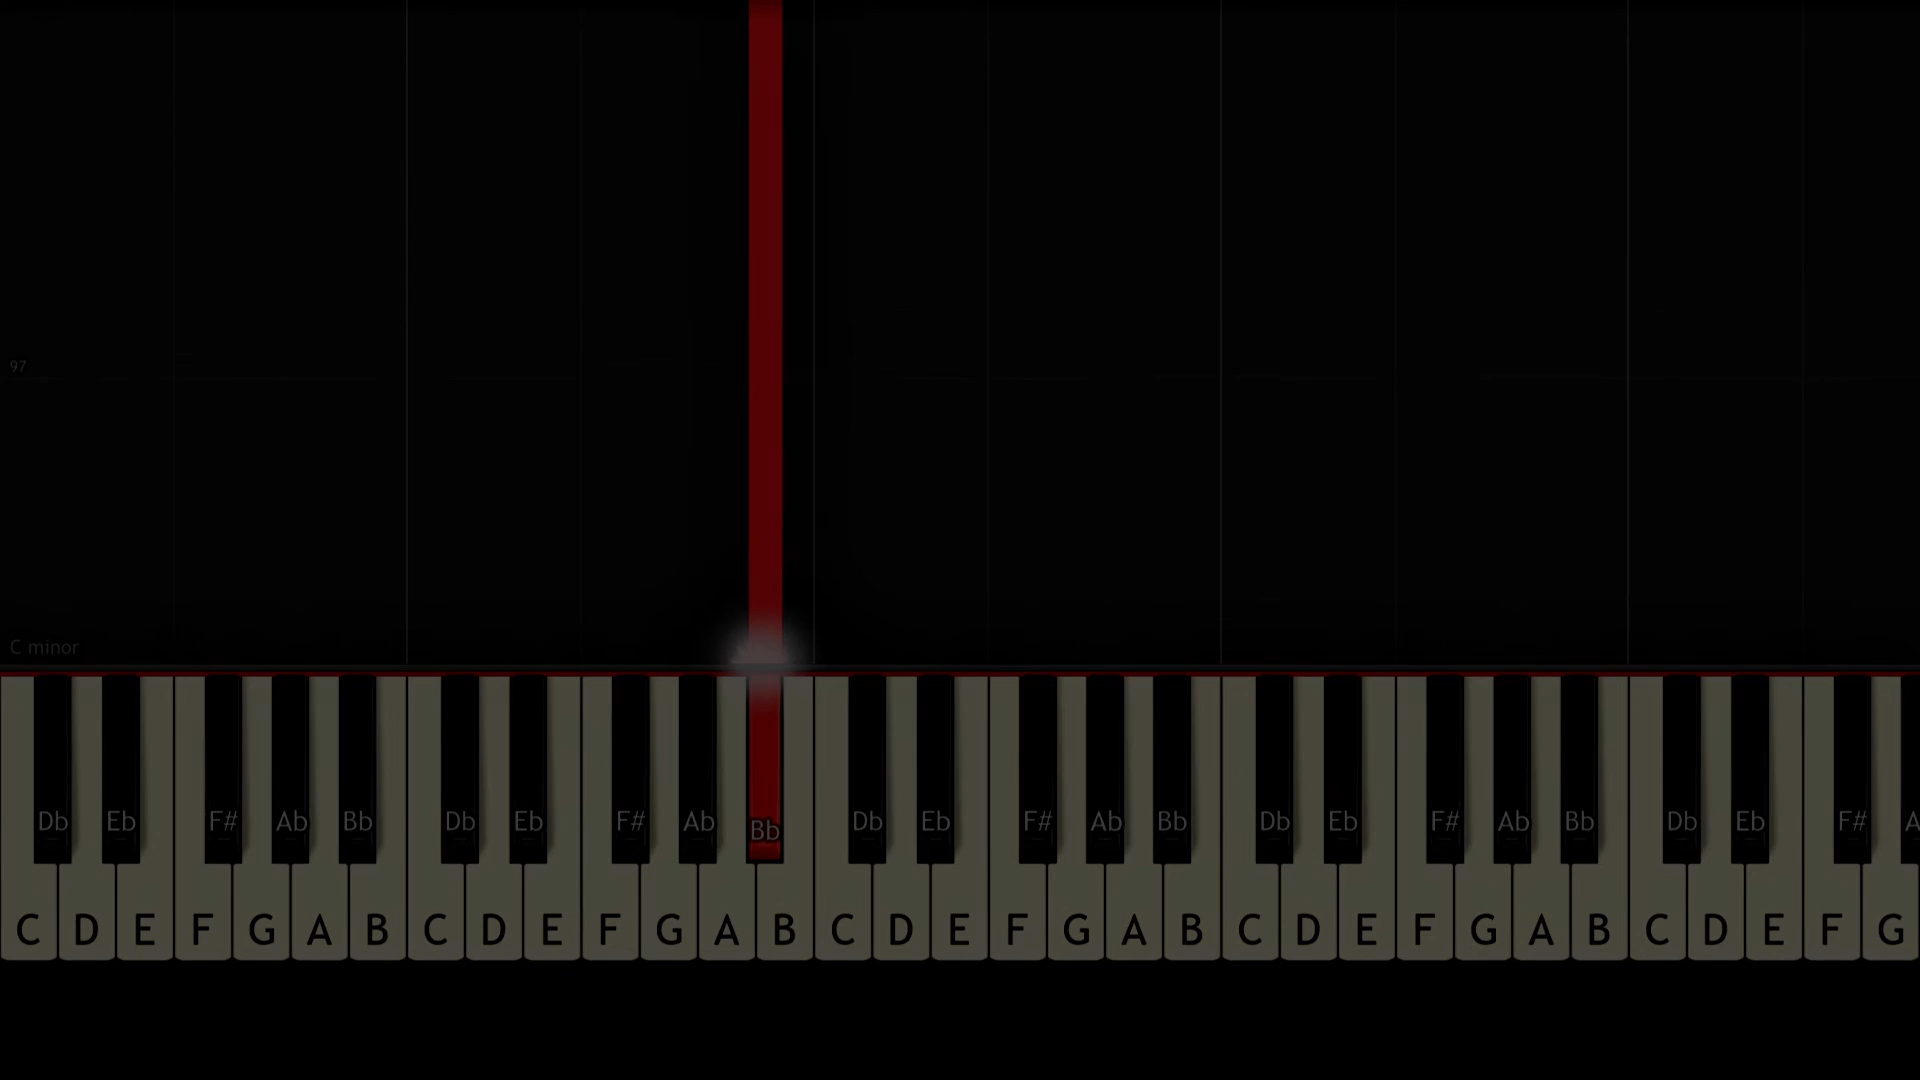 97
C minor
Db Eb F# Ab Bb Db Eb F# Ab Bb Db Eb F# Ab Bb Db Eb F# Ab Bb Db Eb F# A
C D E F G A B C D E F G A B C D E F G A B C D E F G A B C D E F G